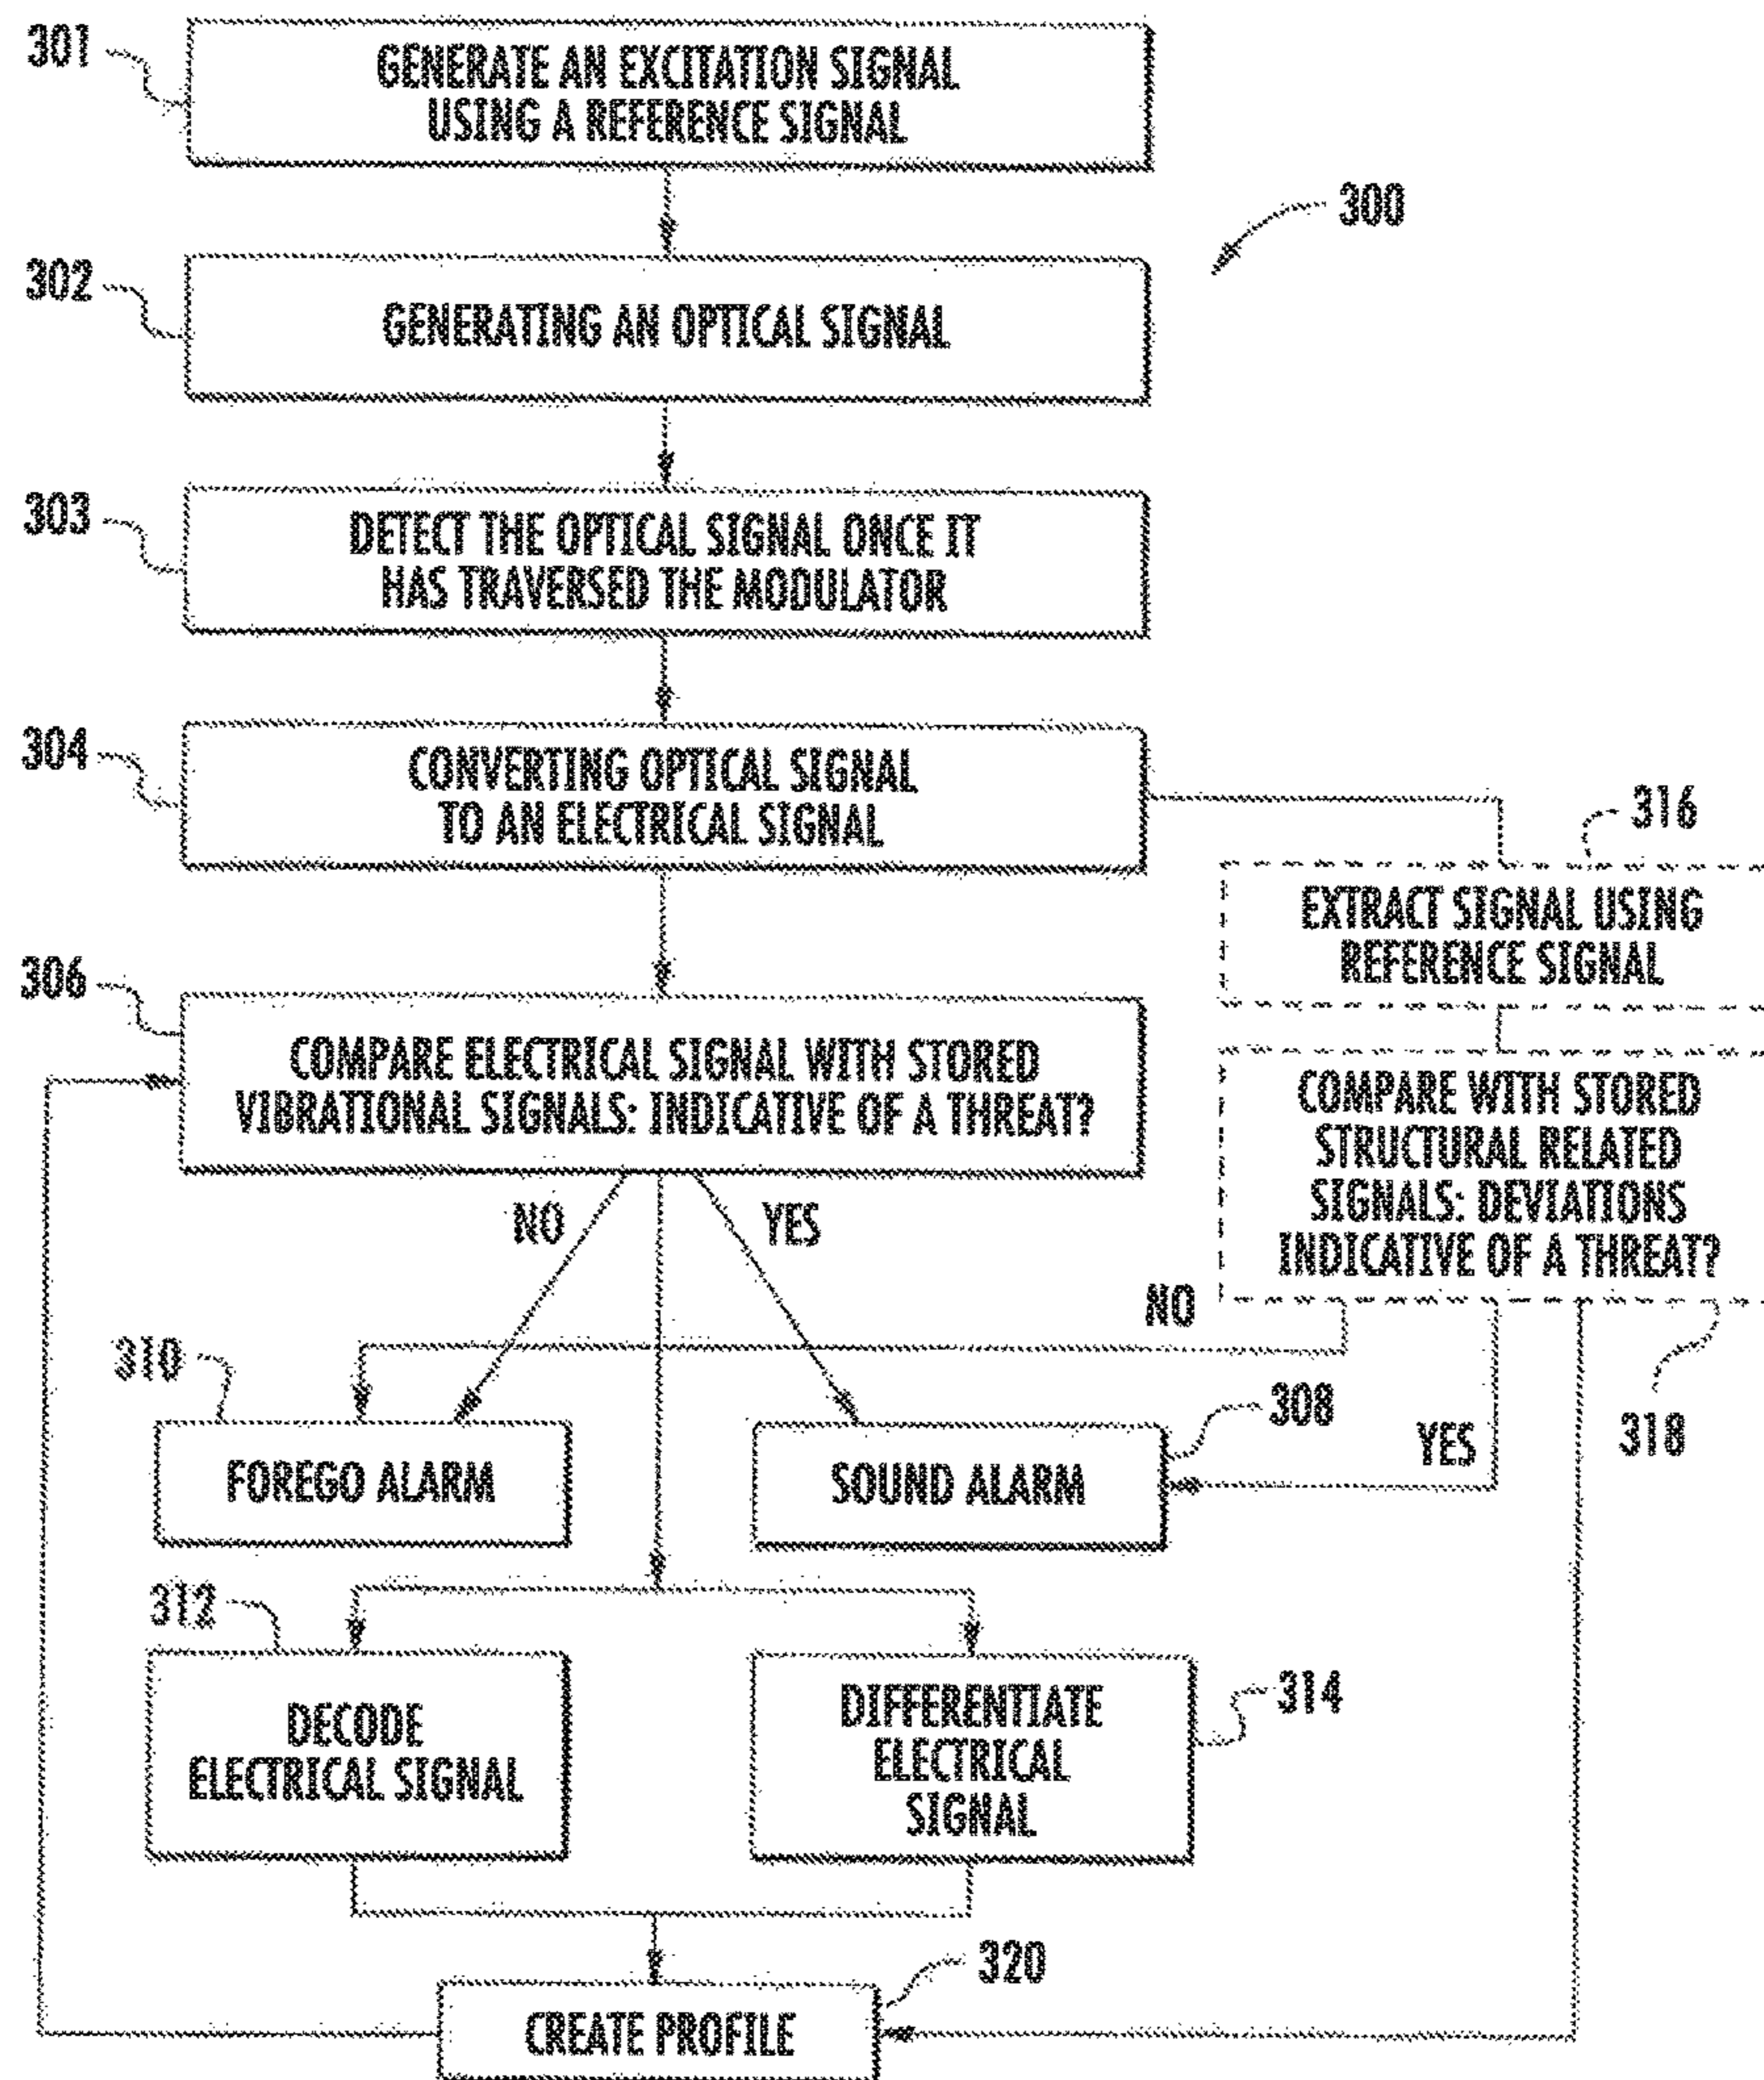 301
GENERATE AN EXCITATION SIGNAL
USING A REFERENCE SIGNAL
300
302
GENERATING AN OPTICAL SIGNAL
303
DETECT THE OPTICAL SIGNAL ONCE IT
HAS TRAVERSED THE MODULATOR
304
CONVERTING OPTICAL SIGNAL
TO AN ELECTRICAL SIGNAL
316
EXTRACT SIGNAL USING
REFERENCE SIGNAL
306
COMPARE ELECTRICAL SIGNAL WITH STORED
VIBRATIONAL SIGNALS: INDICATIVE OF A THREAT?
COMPARE WITH STORED
STRUCTURAL RELATED
SIGNALS: DEVIATIONS
INDICATIVE OF A THREAT?
NO
YES
NO
310
308
318
YES
FOREGO ALARM
SOUND ALARM
312
DECODE
ELECTRICAL SIGNAL
314
DIFFERENTIATE
ELECTRICAL
SIGNAL
320
CREATE PROFILE